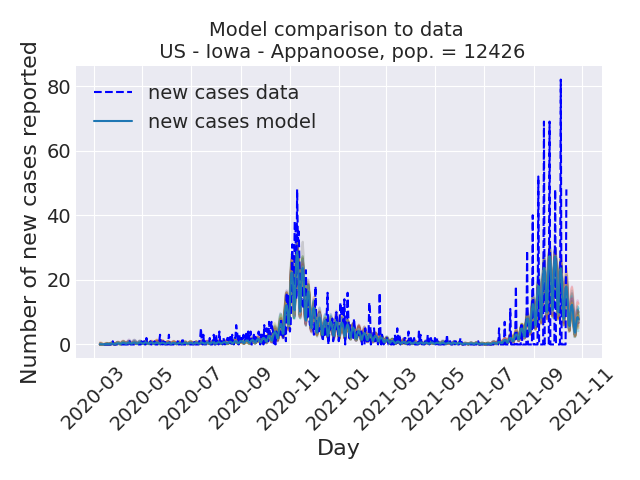 Model comparison to data
US - Iowa - Appanoose, pop. = 12426
Number of new cases reported
80
60
40
20
0
new cases data
new cases model
2020-03
2020-05
2020-07
2020-09
2020-11
2021-01
2021-03
2021-05
2021-07
2021-09
2021-11
Day